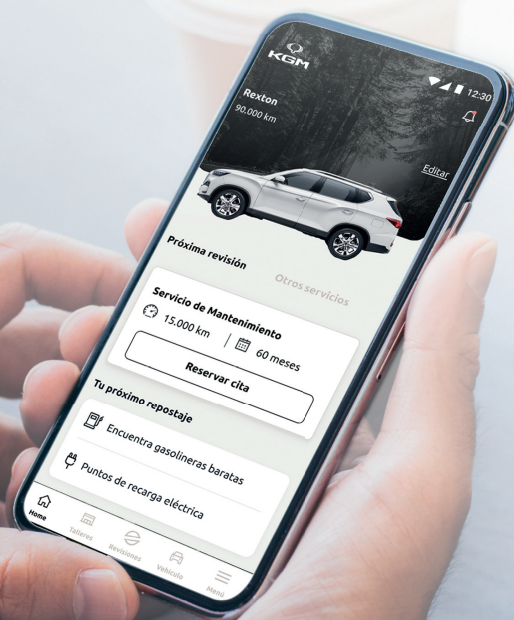 KGM
12:30
Rexton
90.000 km
Editar
Próxima revisión
Otros servicios
Servicio de Mantenimiento
15.000 km
60 meses
Reservar cita
Tu próximo repostaje
Encuentra gasolineras baratas
Puntos de recarga eléctrica
Home
Talleres
Revisiones
Vehículo
Menú